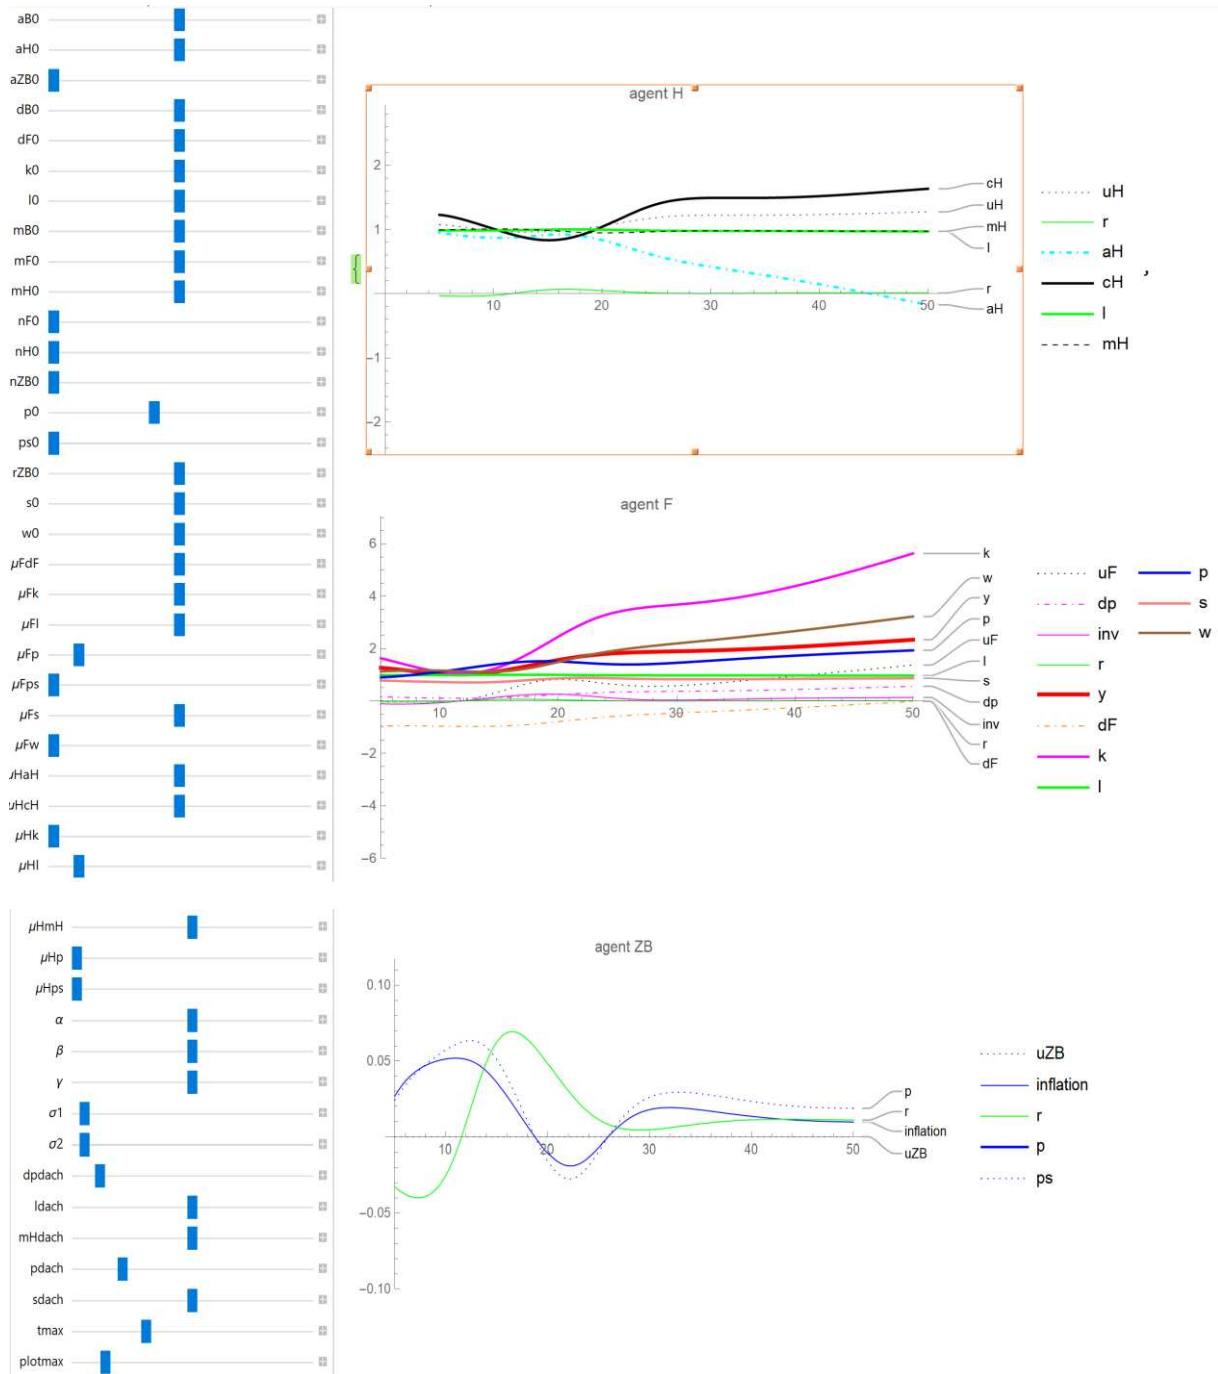 aB0
aH0
aZB0
dB0
dF0
k0
l0
mB0
mF0
mH0
nF0
nH0
nZB0
p0
ps0
rZB0
s0
w0
μFdF
μFk
μFl
μFp
μFps
μFs
μFw
μHaH
μHcH
μHk
μHl
agent H
2
1
-1
-2
10
20
30
40
50
cH
uH
mH
l
r
aH
uH
r
aH
cH
l
mH
{
,
agent F
6
4
2
-2
-4
-6
10
20
30
40
50
k
w
y
p
uF
l
s
dp
inv
r
dF
uF
dp
inv
r
y
dF
k
l
p
s
w
μHmH
μHp
μHps
α
β
γ
σ1
σ2
dpdach
ldach
mHdach
pdach
sdach
tmax
plotmax
agent ZB
0.10
0.05
-0.05
-0.10
10
20
30
40
50
p
r
inflation
uZB
uZB
inflation
r
p
ps